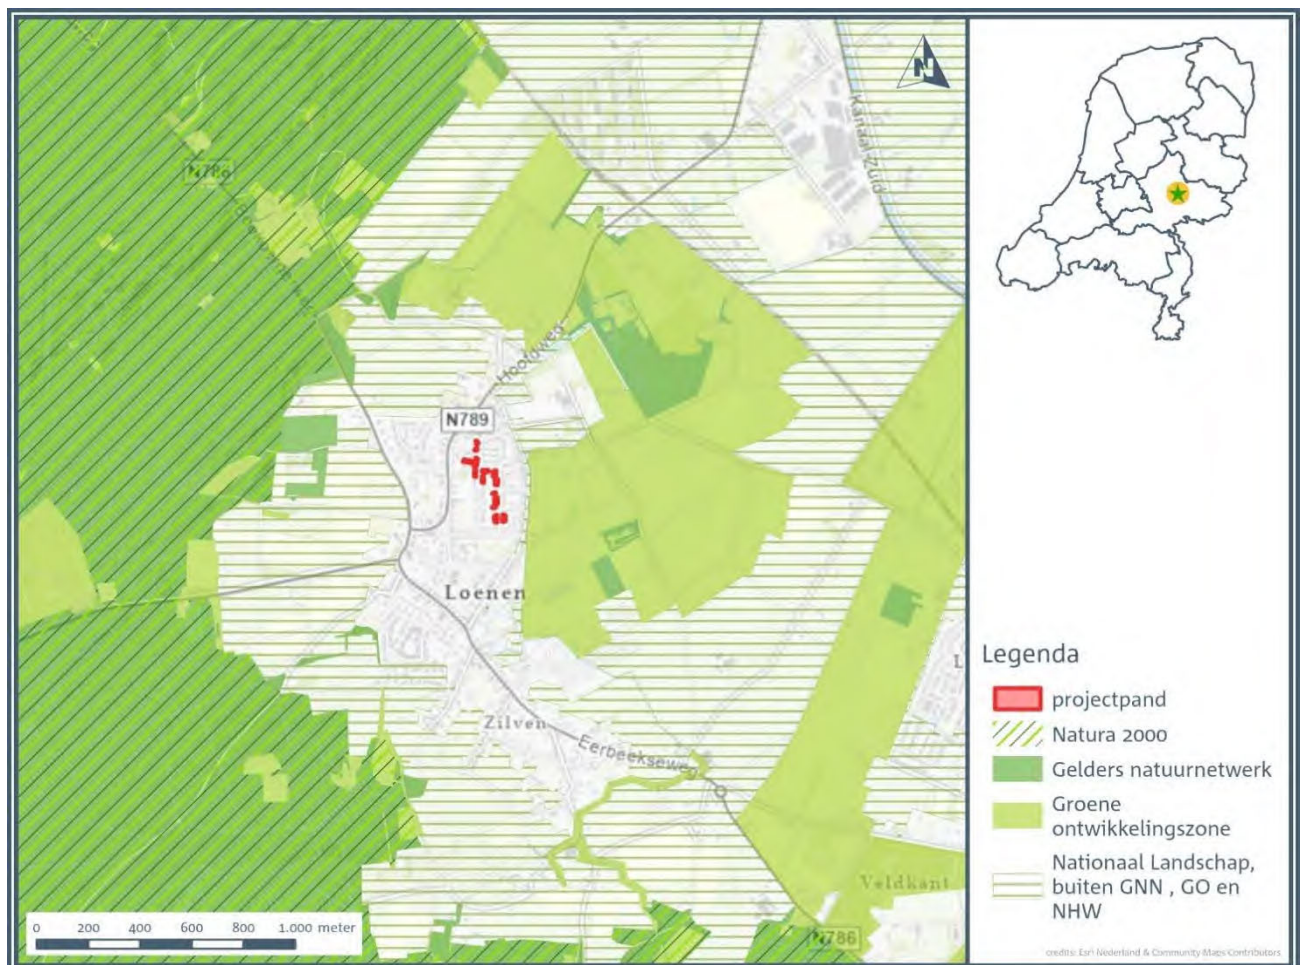 N
N786
Kanaal Zuid
Hoofdweg
N789
Loenen
L
Zilven
Eerbeekseweg
Veldkant
N786
0 200 400 600 800 1.000 meter
Legenda
projectpand
Natura 2000
Gelders natuurnetwerk
Groene
ontwikkelingszone
Nationaal Landschap,
buiten GNN , GO en
NHW
credits: Esri Nederland & Community Maps Contributors